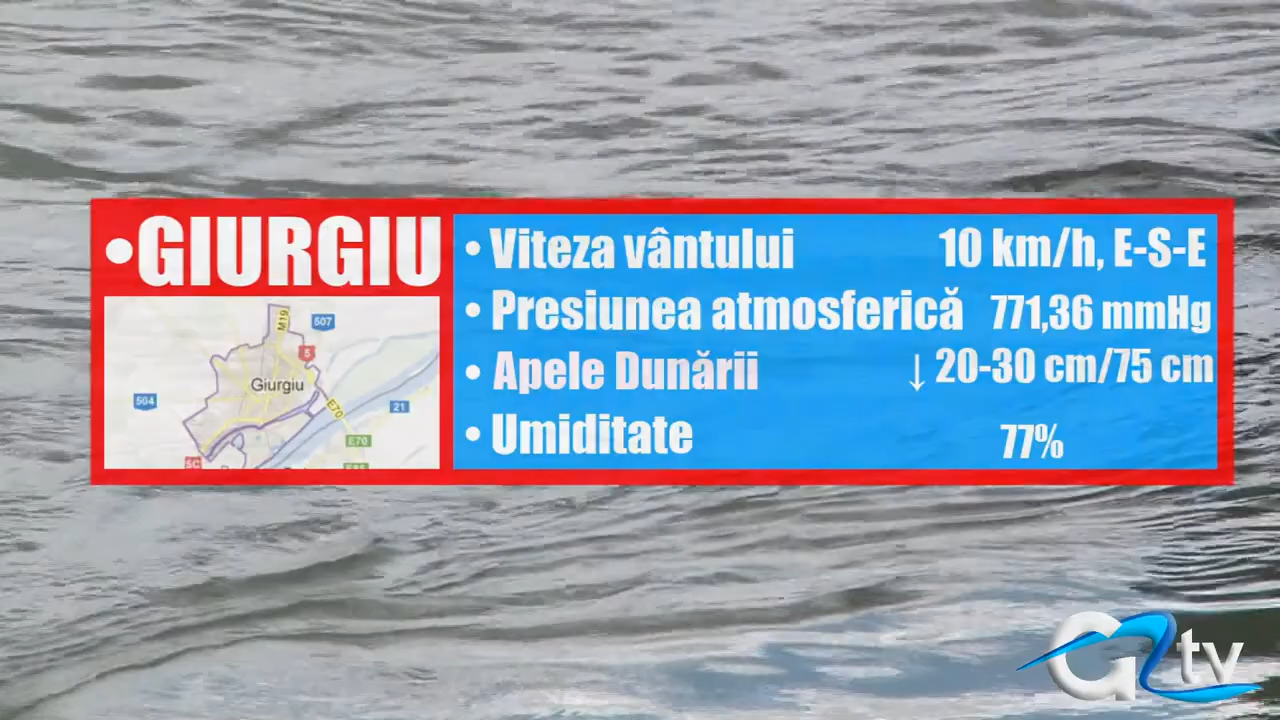 •GIURGIU
• Viteza vântului 10 km/h, E-S-E
• Presiunea atmosferică 771,36 mmHg
• Apele Dunării ↓ 20-30 cm/75 cm
• Umiditate 77%
M19
507
5
Giurgiu
504
E70
21
E70
5C
tv